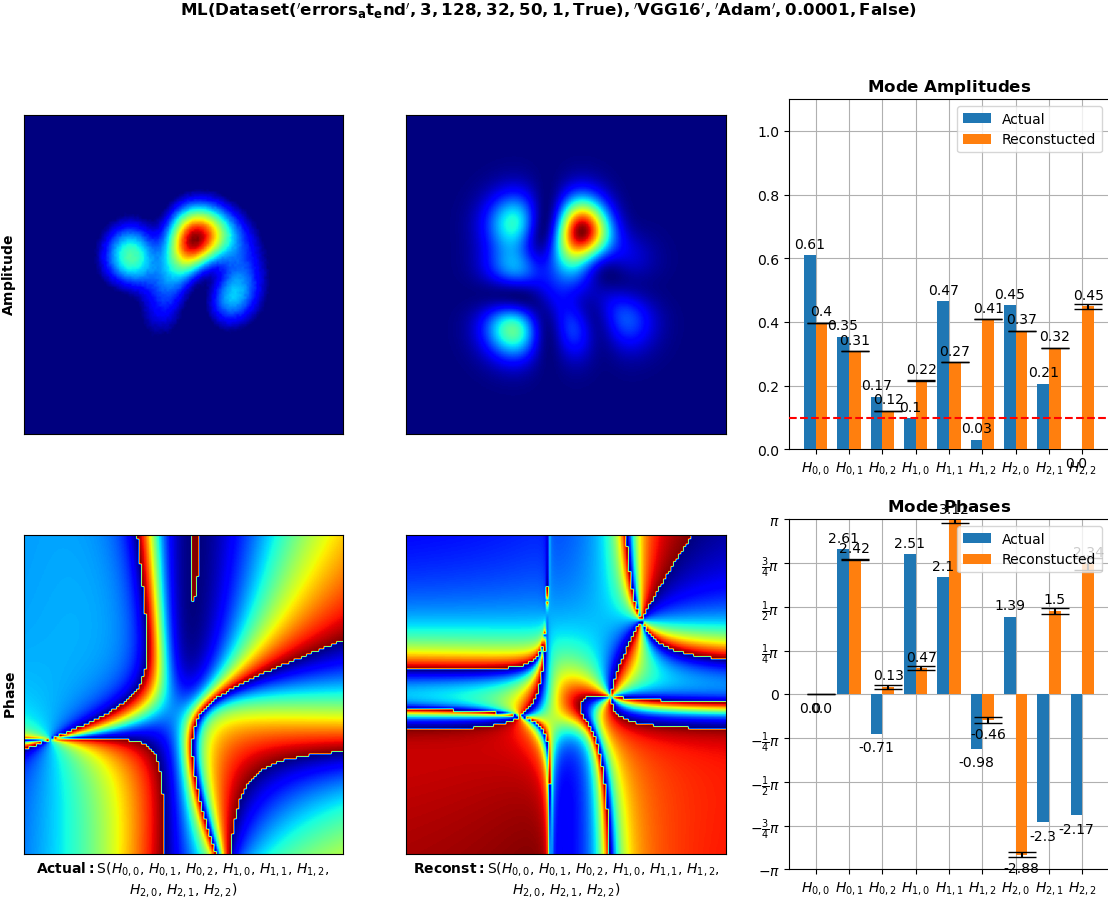 ML(Dataset('errors_at_end', 3, 128, 32, 50, 1, True), 'VGG16', 'Adam', 0.0001, False)
Amplitude
Mode Amplitudes
Actual
Reconstucted
1.0
0.8
0.6
0.4
0.2
0.0
0.61 0.4 0.35 0.31 0.17 0.12 0.1 0.22 0.47 0.27 0.03 0.41 0.45 0.37 0.21 0.32 0.0 0.45
H0,0 H0,1 H0,2 H1,0 H1,1 H1,2 H2,0 H2,1 H2,2
Phase
Actual: S(H0,0, H0,1, H0,2, H1,0, H1,1, H1,2,
H2,0, H2,1, H2,2)
Reconst: S(H0,0, H0,1, H0,2, H1,0, H1,1, H1,2,
H2,0, H2,1, H2,2)
Mode Phases
Actual
Reconstucted
π
3/4π
1/2π
1/4π
0
−1/4π
−1/2π
−3/4π
−π
0.0 0.0 2.61 2.42 -0.71 0.13 2.51 0.47 2.1 3.12 -0.98 -0.46 1.39 -2.88 -2.3 1.5 -2.17 2.34
H0,0 H0,1 H0,2 H1,0 H1,1 H1,2 H2,0 H2,1 H2,2